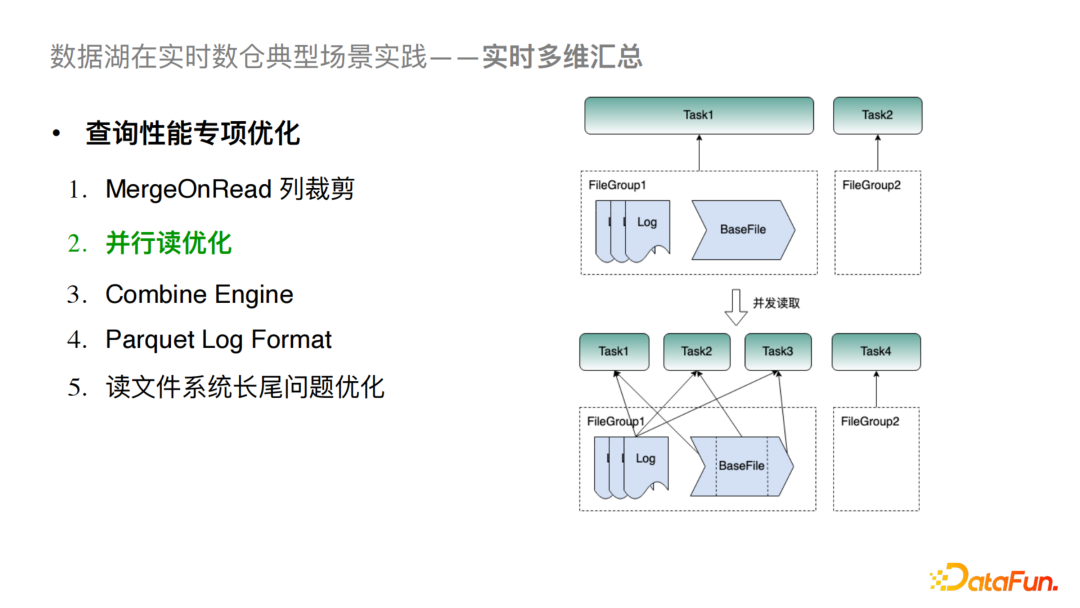 数据湖在实时数仓典型场景实践——实时多维汇总
• 查询性能专项优化
1. MergeOnRead 列裁剪
2. 并行读优化
3. Combine Engine
4. Parquet Log Format
5. 读文件系统长尾问题优化
Task1
Task2
FileGroup1
FileGroup2
Log
BaseFile
并发读取
Task1
Task2
Task3
Task4
FileGroup1
FileGroup2
Log
BaseFile
DataFun.